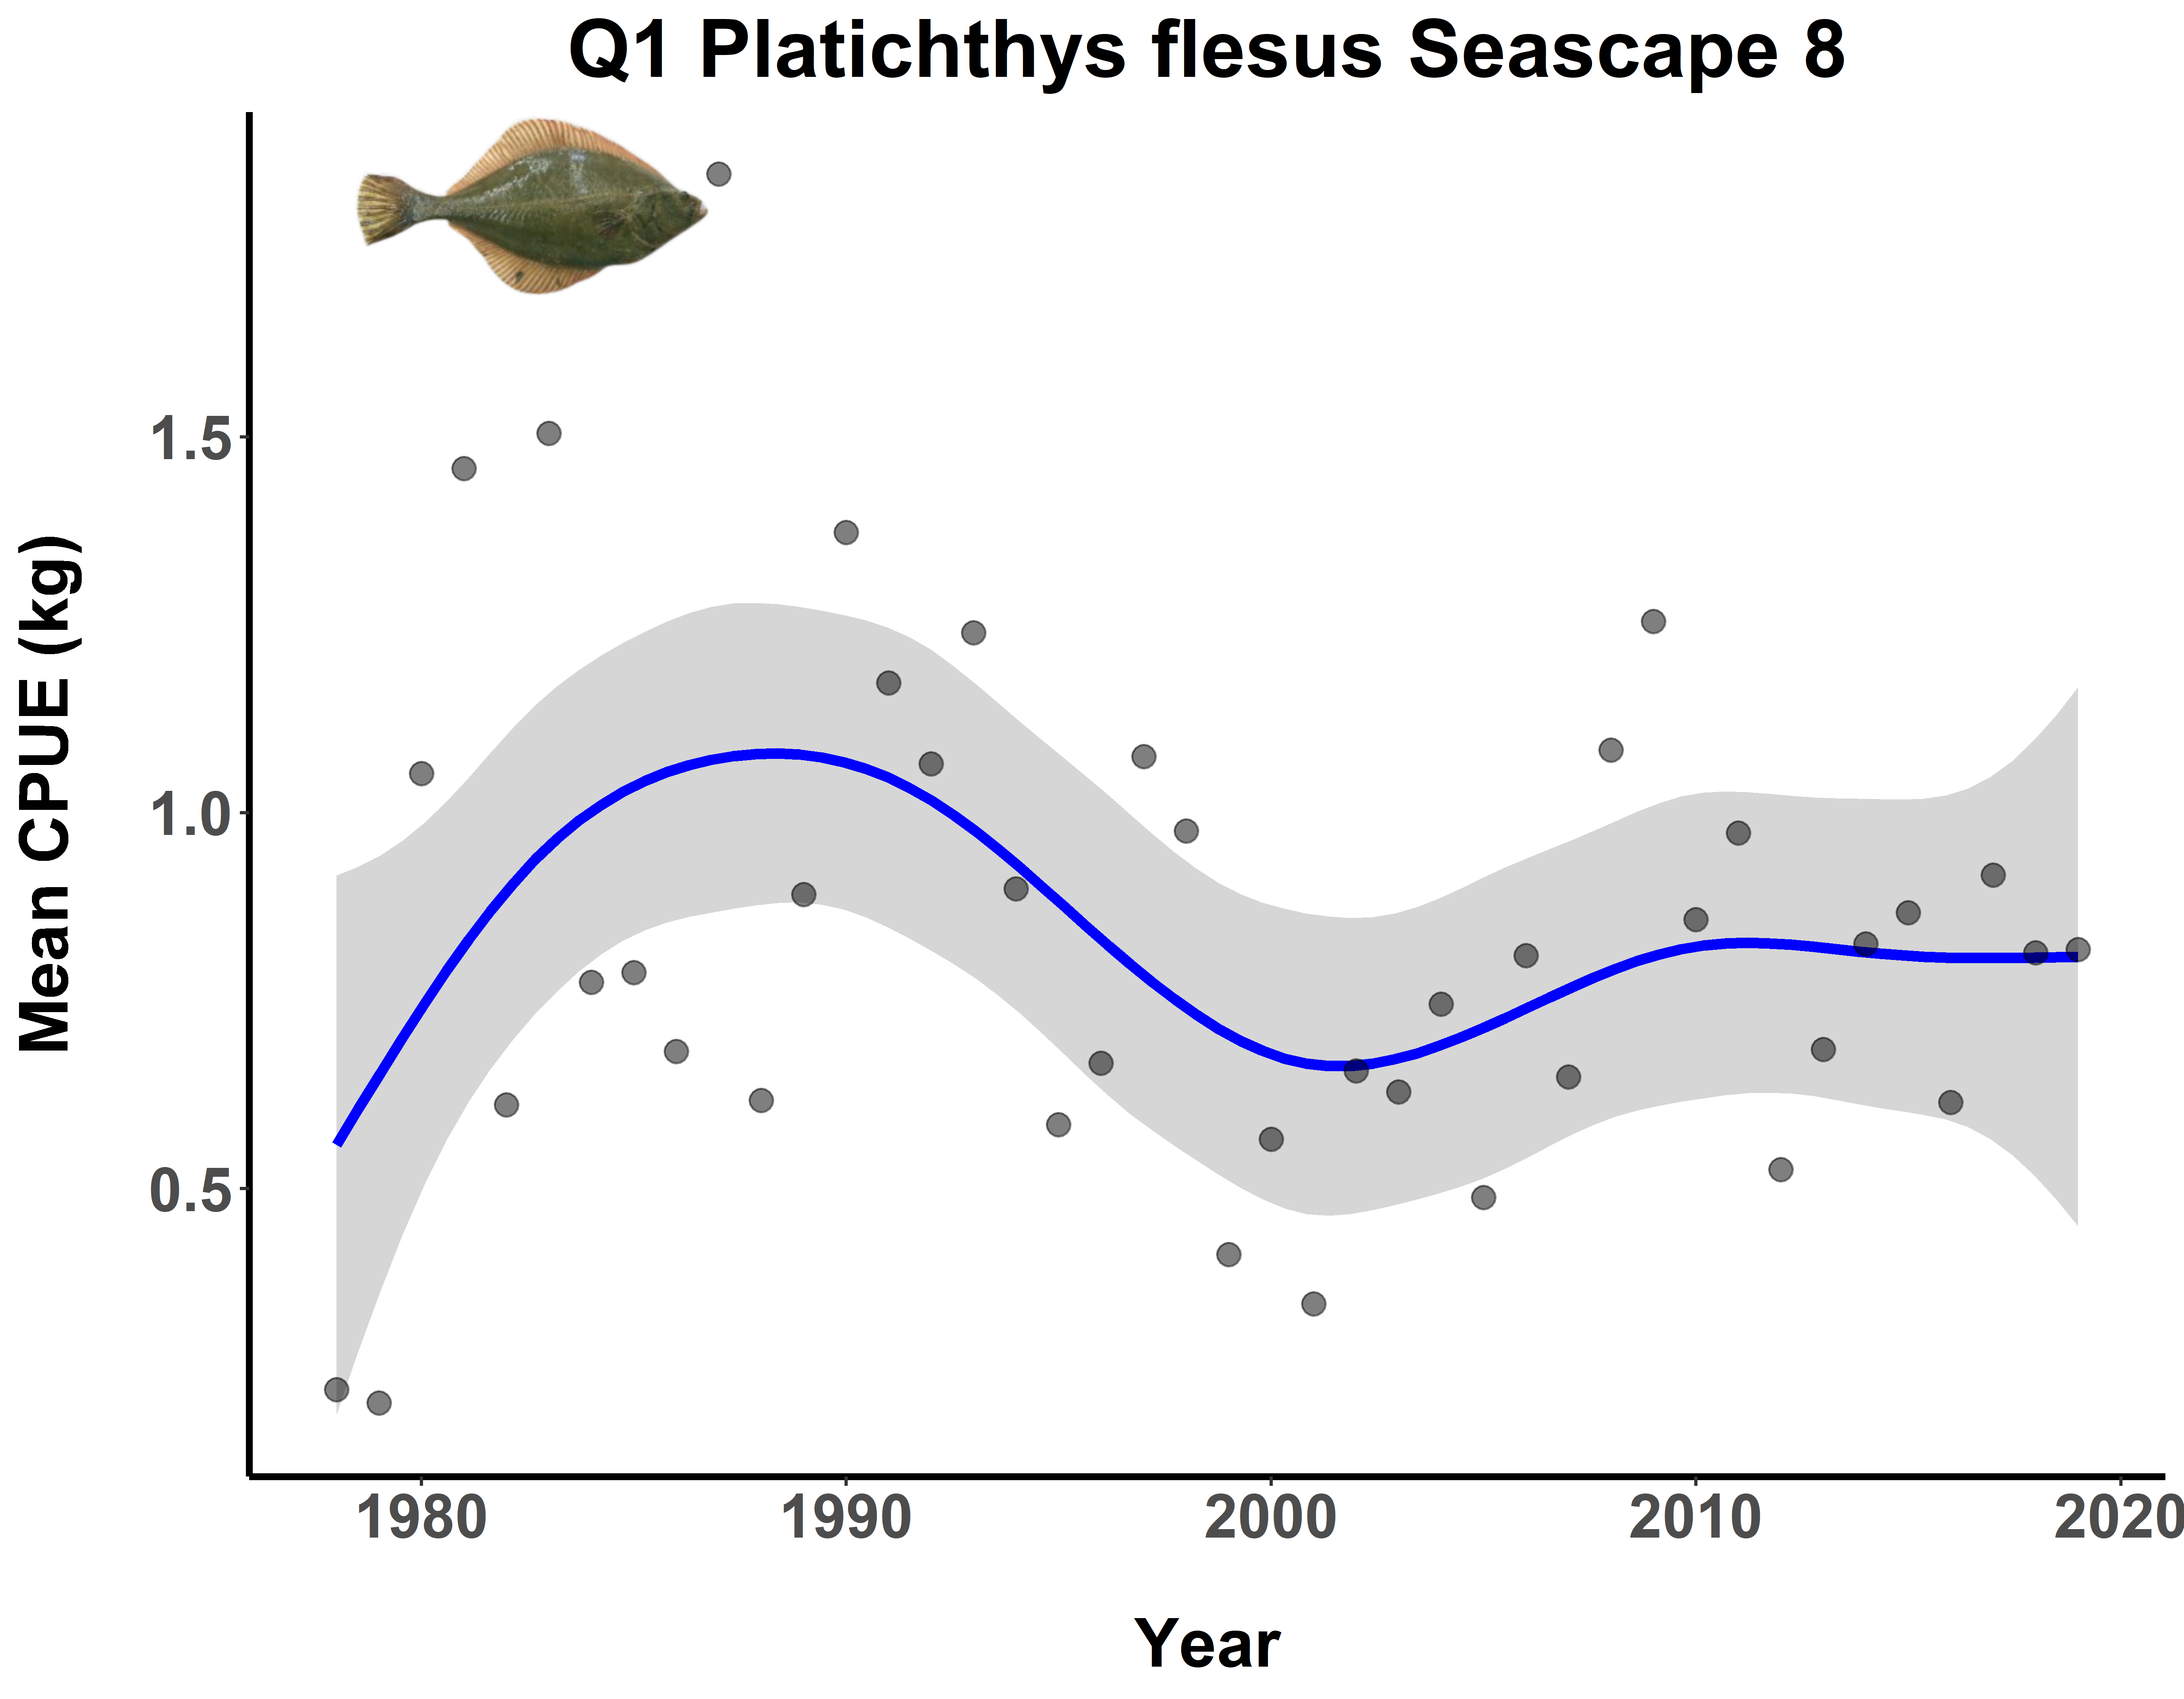 Q1 Platichthys flesus Seascape 8
Mean CPUE (kg)
1.5
1.0
0.5
1980 1990 2000 2010 2020
Year